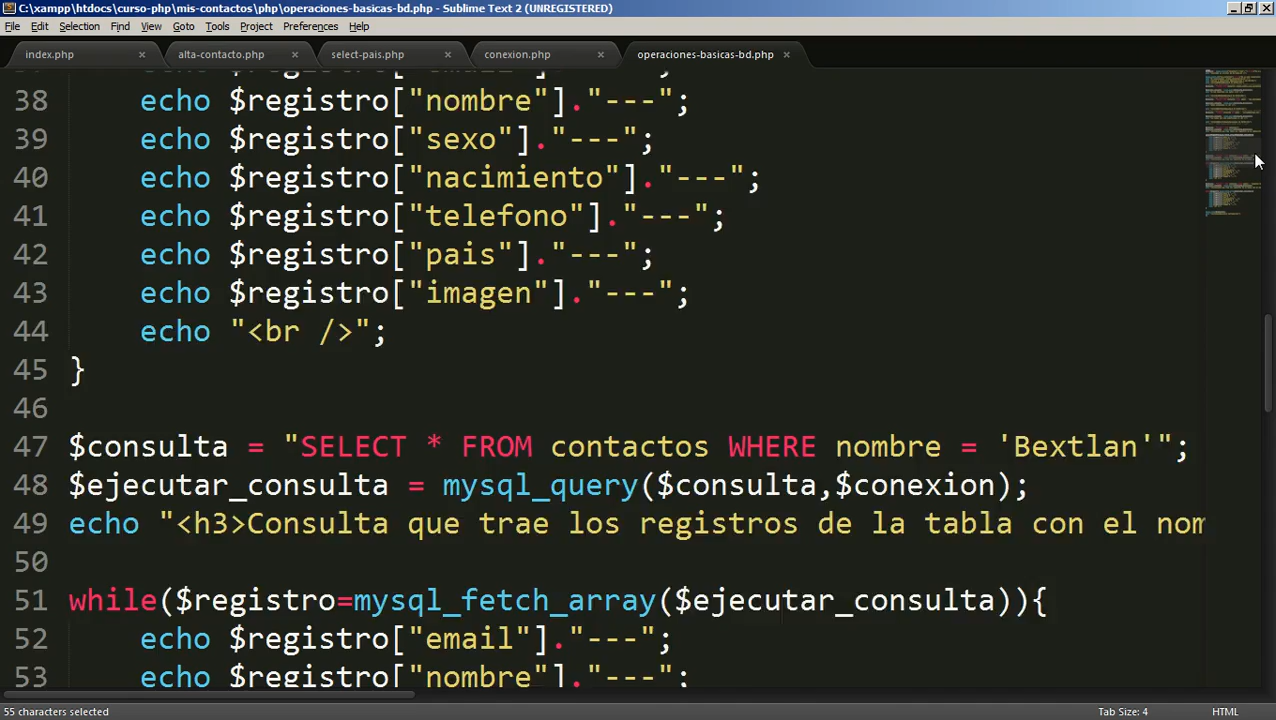 C:\xampp\htdocs\curso-php\mis-contactos\php\operaciones-basicas-bd.php - Sublime Text 2 (UNREGISTERED)
File Edit Selection Find View Goto Tools Project Preferences Help
index.php alta-contacto.php select-pais.php conexion.php operaciones-basicas-bd.php
38 echo $registro["nombre"]."---";
39 echo $registro["sexo"]."---";
40 echo $registro["nacimiento"]."---";
41 echo $registro["telefono"]."---";
42 echo $registro["pais"]."---";
43 echo $registro["imagen"]."---";
44 echo "<br />";
45 }
46
47 $consulta = "SELECT * FROM contactos WHERE nombre = 'Bextlan'";
48 $ejecutar_consulta = mysql_query($consulta,$conexion);
49 echo "<h3>Consulta que trae los registros de la tabla con el nom
50
51 while($registro=mysql_fetch_array($ejecutar_consulta)){
52 echo $registro["email"]."---";
53 echo $registro["nombre"]."---";
55 characters selected Tab Size: 4 HTML